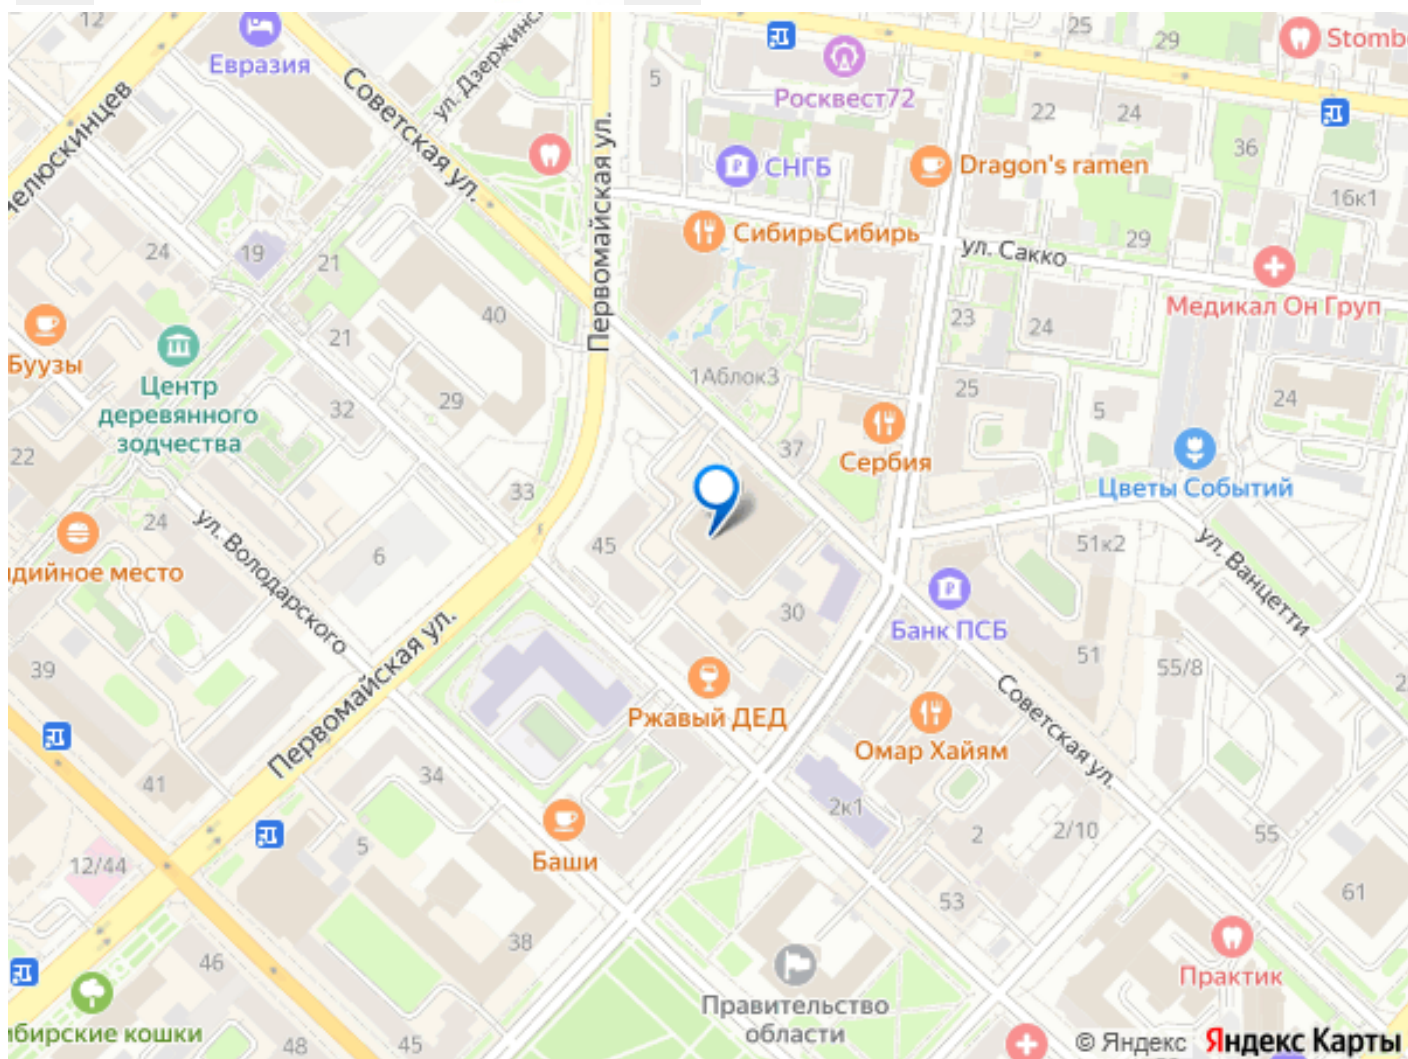 12
25
29
Stomb
Евразия
5
Росквест72
ул. Дзержинс
Советская ул.
22
24
36
Первомайская ул.
СНГБ
Dragon's ramen
16к1
24
19
21
СибирьСибирь
ул. Сакко
29
Медикал Он Груп
40
23
24
21
Буузы
Центр
деревянного
зодчества
32
29
1Аблок3
25
5
24
22
37
Сербия
33
Цветы Событий
24
ул. Володарского
6
45
51к2
ул. Ванцетти
30
Банк ПСБ
51
55/8
39
Ржавый ДЕД
Омар Хайям
Советская ул.
Первомайская ул.
41
34
5
2к1
2
2/10
55
12/44
Баши
53
61
38
46
Практик
Правительство
области
48
45
© Яндекс Яндекс Карты